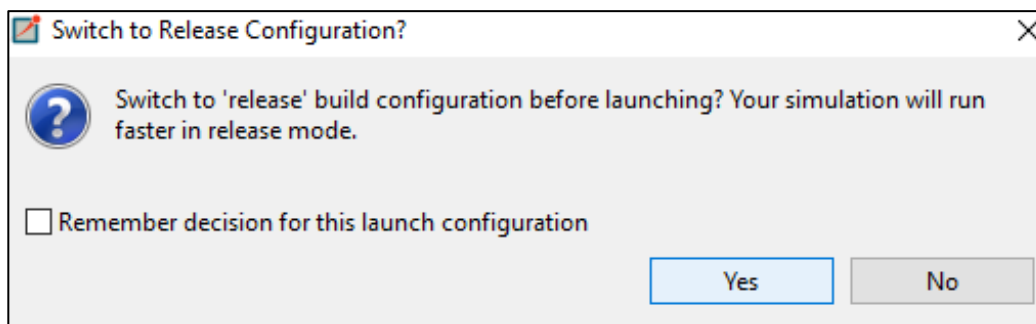 Switch to Release Configuration?
Switch to 'release' build configuration before launching? Your simulation will run
faster in release mode.
Remember decision for this launch configuration
Yes
No